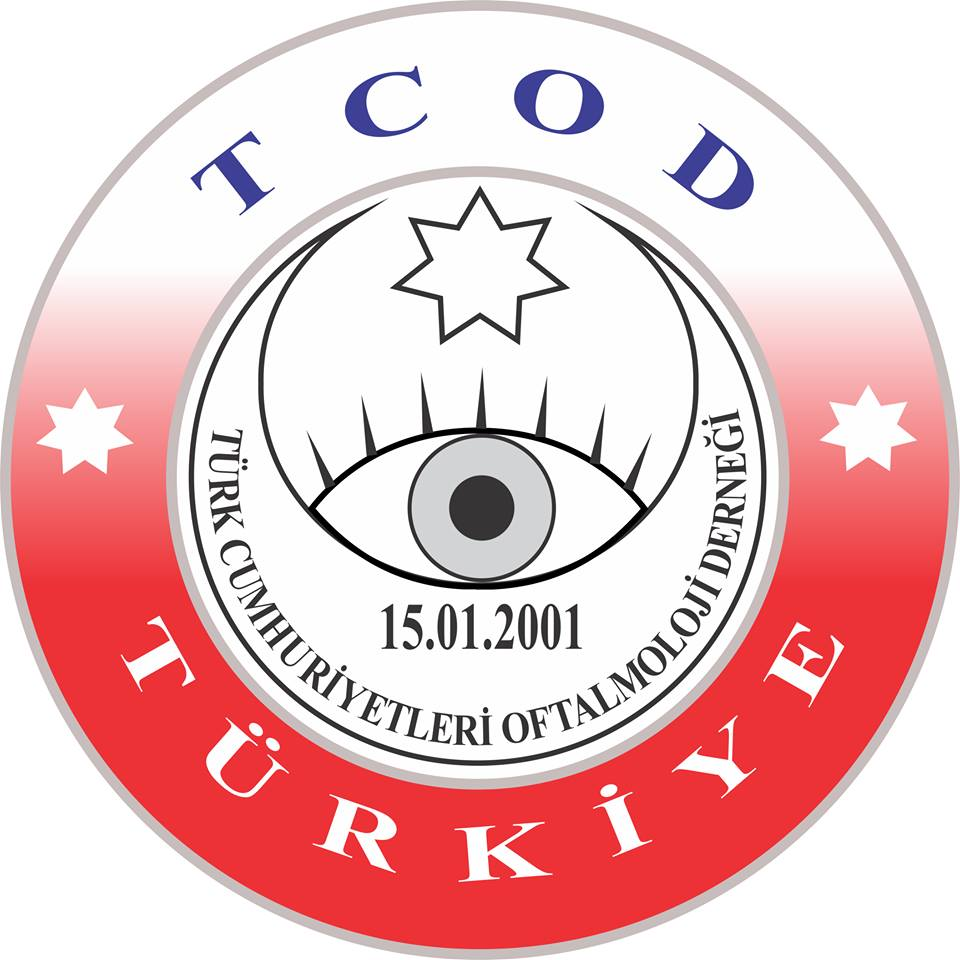 TCOD
TÜRK CUMHURİYETLERİ OFTALMOLOJİ DERNEĞİ
15.01.2001
TÜRKİYE